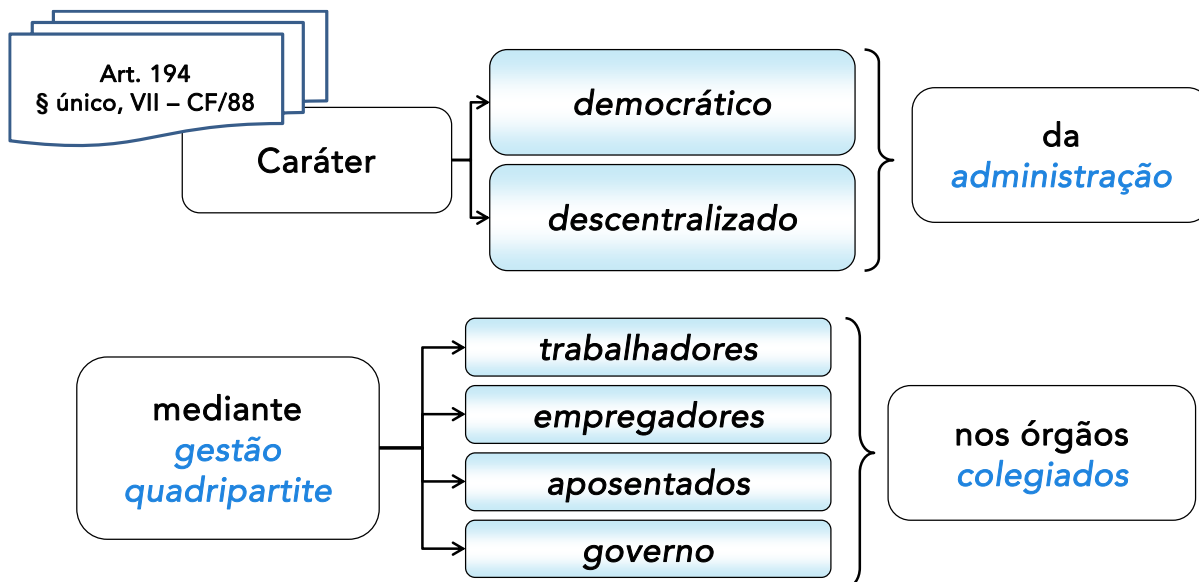 Art. 194
§ único, VII – CF/88
Caráter
democrático
descentralizado
da
administração
mediante
gestão
quadripartite
trabalhadores
empregadores
aposentados
governo
nos órgãos
colegiados